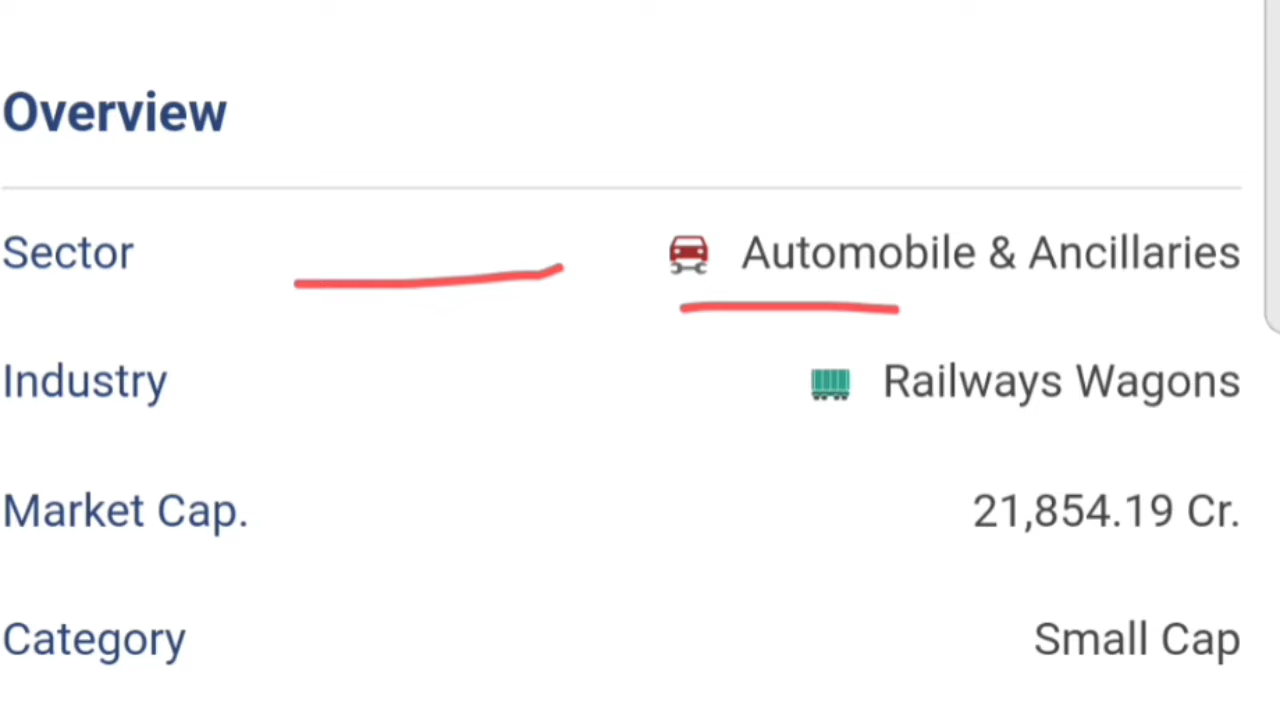 Overview
Sector Automobile & Ancillaries
Industry Railways Wagons
Market Cap. 21,854.19 Cr.
Category Small Cap